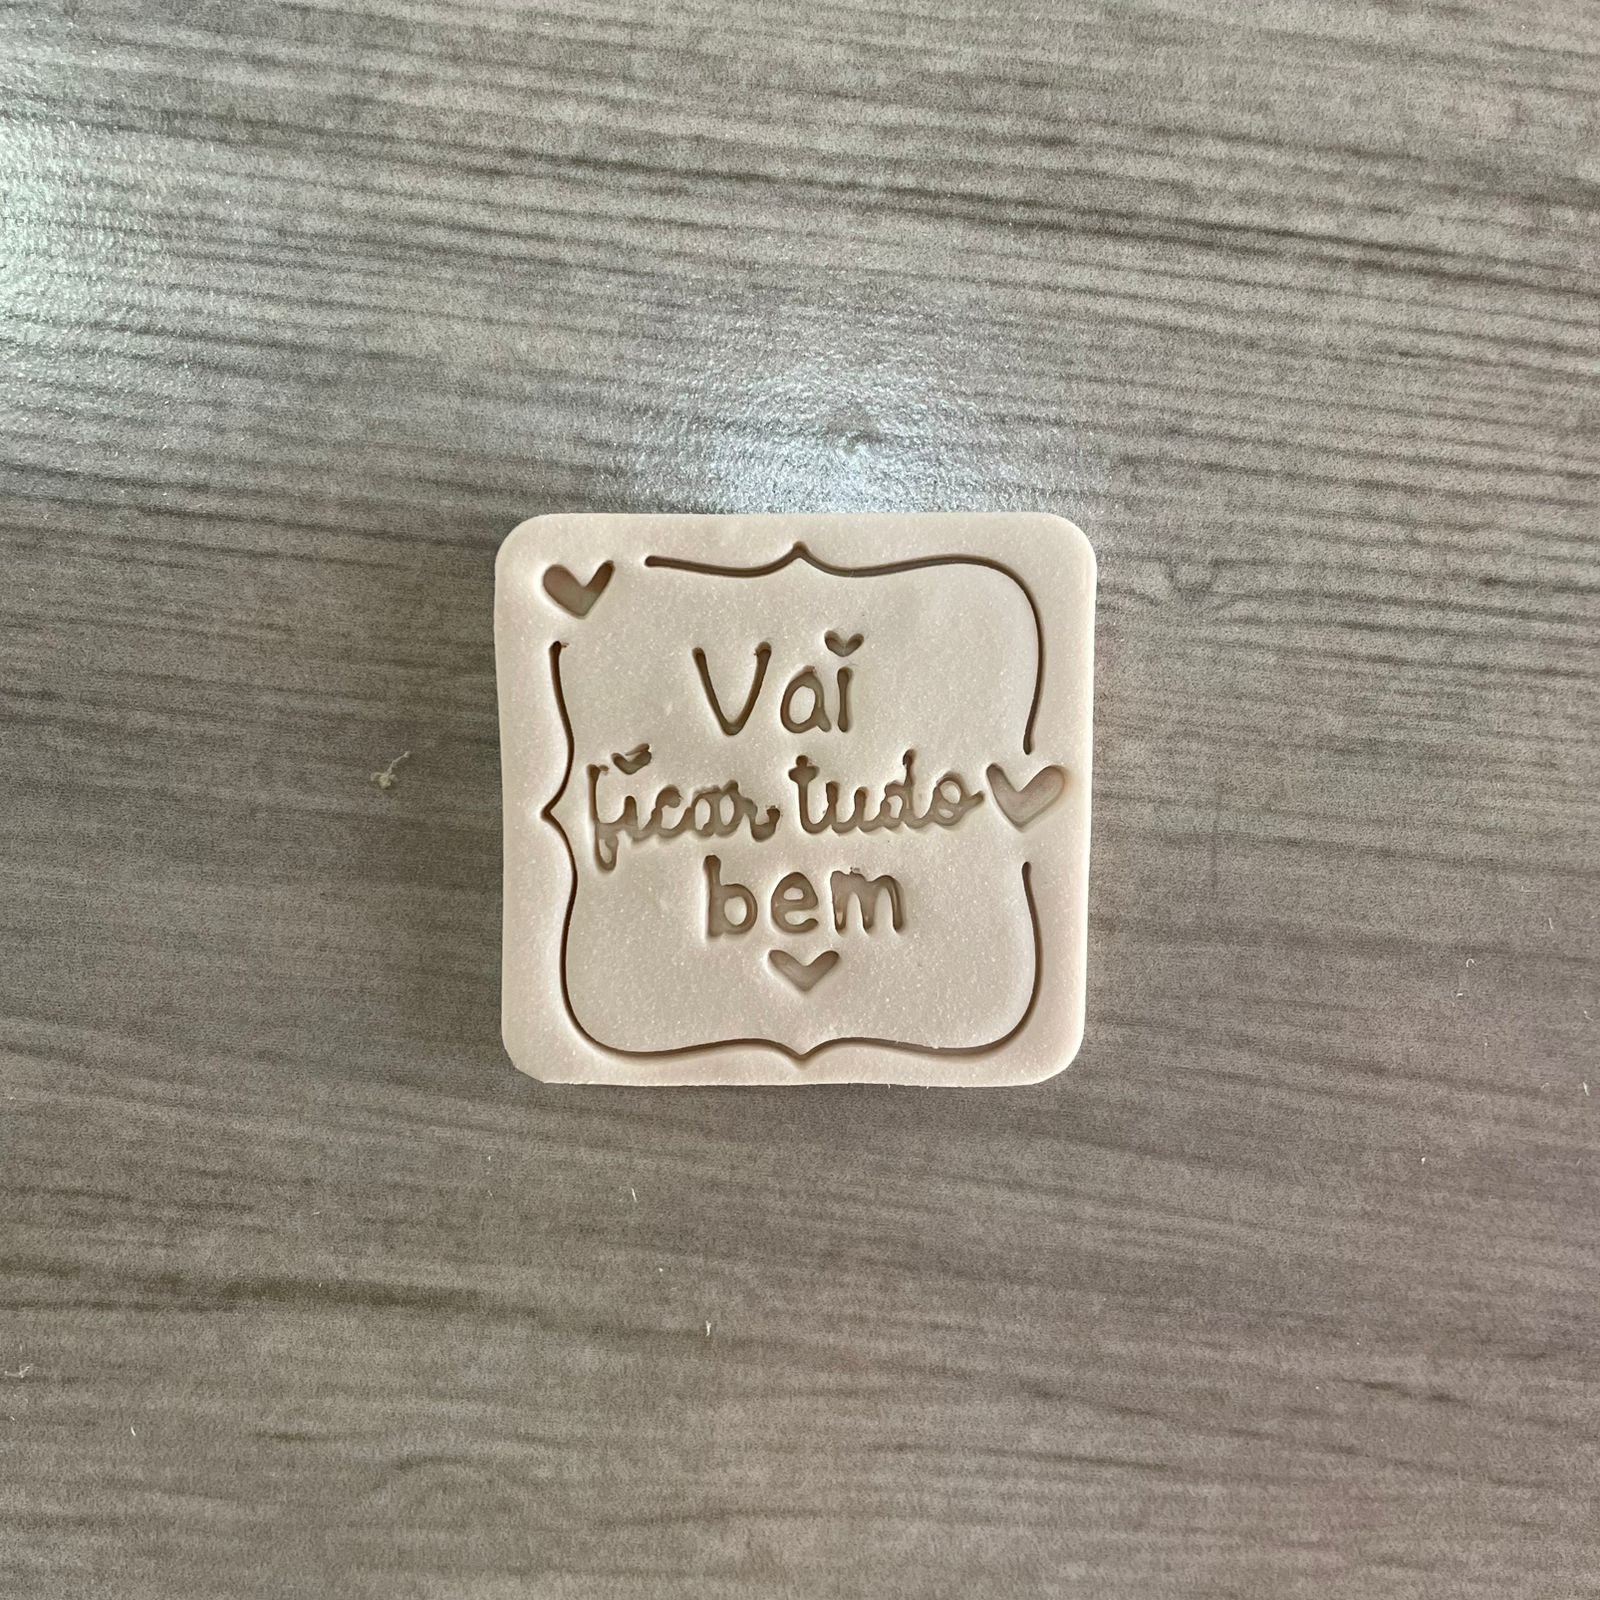 Vai
ficar tudo
bem